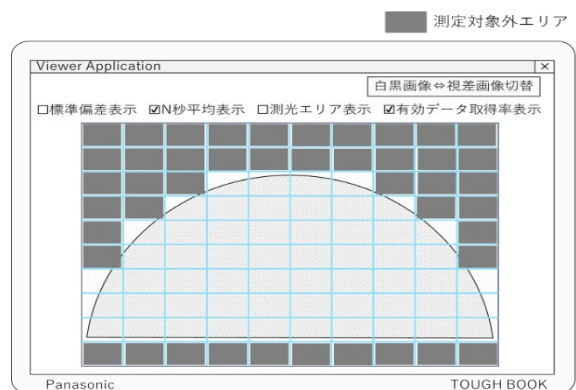 測定対象外エリア
Viewer Application ×
白黒画像⇔視差画像切替
☐標準偏差表示 ☑N秒平均表示 ☐測光エリア表示 ☑有効データ取得率表示
Panasonic TOUGH BOOK